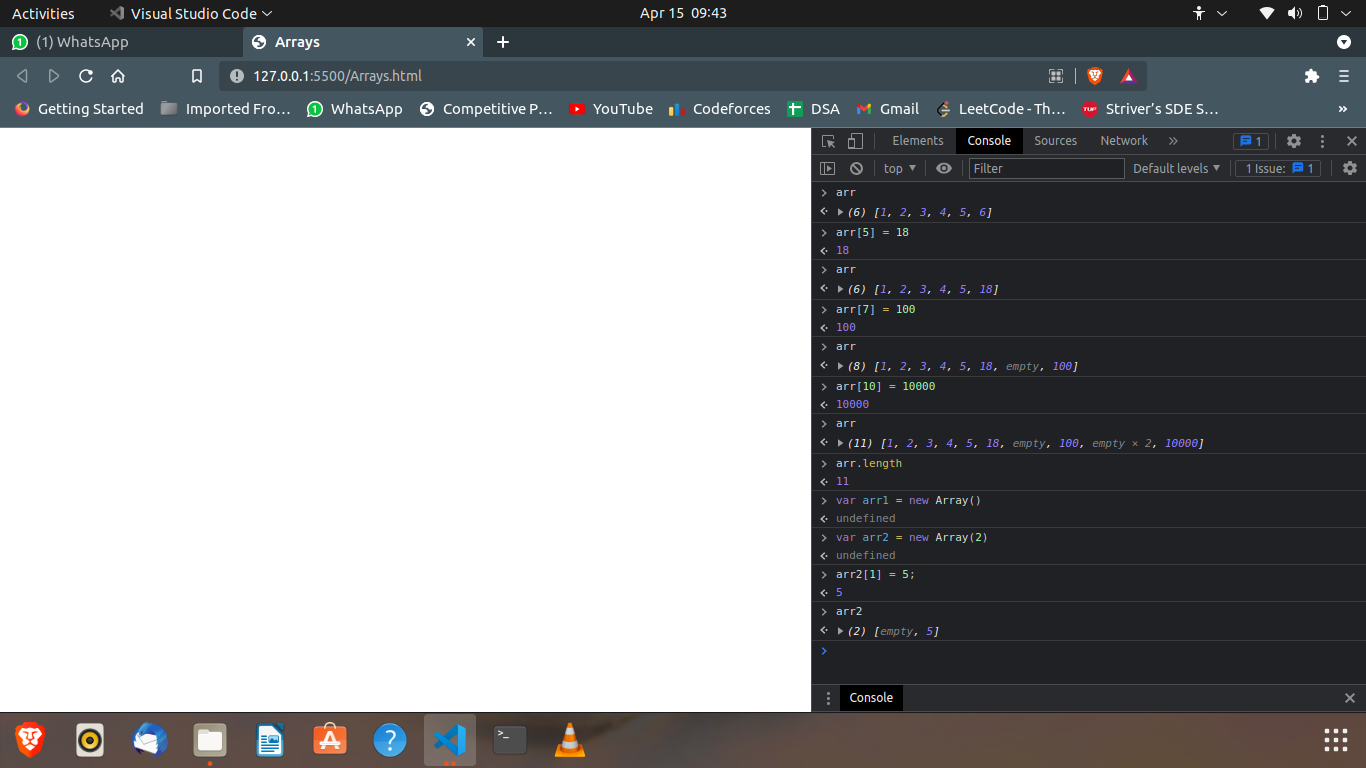 Activities Visual Studio Code Apr 15 09:43
(1) WhatsApp Arrays
127.0.0.1:5500/Arrays.html
Getting Started Imported Fro… WhatsApp Competitive P… YouTube Codeforces DSA Gmail LeetCode - Th… Striver's SDE S… »
Elements Console Sources Network » 1
top Filter Default levels 1 Issue: 1
arr
(6) [1, 2, 3, 4, 5, 6]
arr[5] = 18
18
arr
(6) [1, 2, 3, 4, 5, 18]
arr[7] = 100
100
arr
(8) [1, 2, 3, 4, 5, 18, empty, 100]
arr[10] = 10000
10000
arr
(11) [1, 2, 3, 4, 5, 18, empty, 100, empty × 2, 10000]
arr.length
11
var arr1 = new Array()
undefined
var arr2 = new Array(2)
undefined
arr2[1] = 5;
5
arr2
(2) [empty, 5]
Console